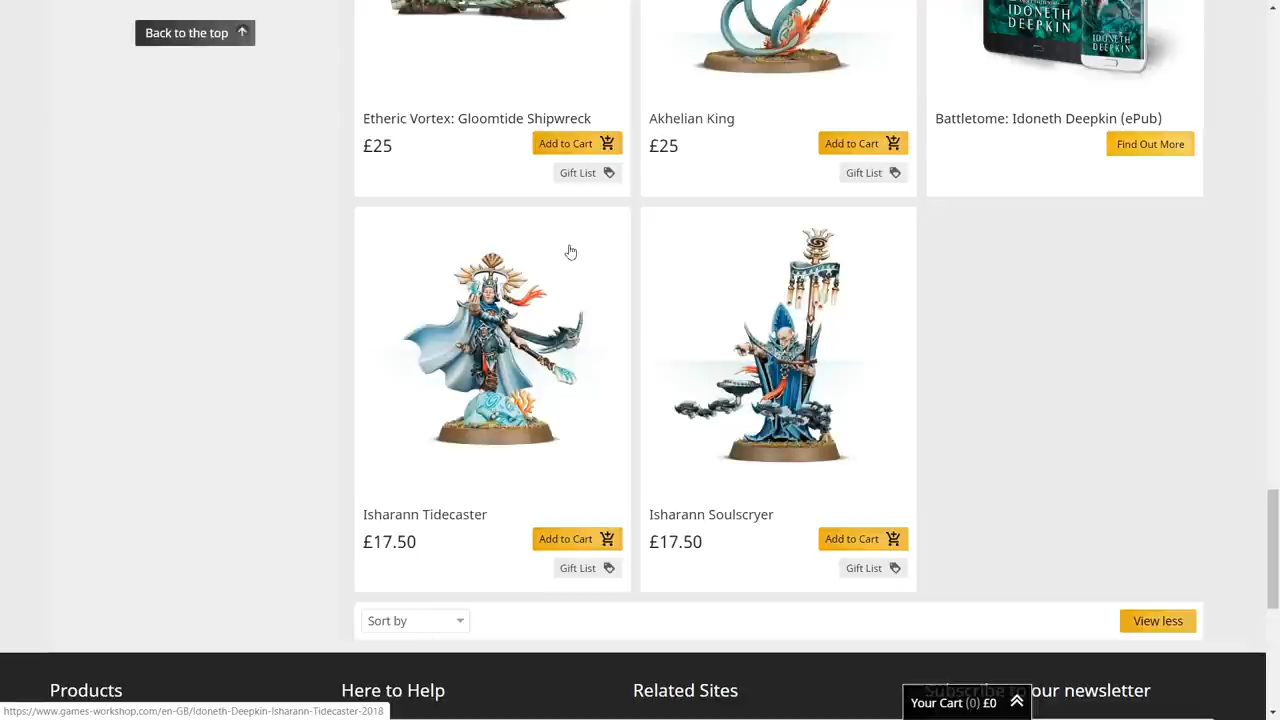 Back to the top
IDONETH
DEEPKIN
IDONETH
DEEPKIN
Etheric Vortex: Gloomtide Shipwreck
£25
Add to Cart
Gift List
Akhelian King
£25
Add to Cart
Gift List
Battletome: Idoneth Deepkin (ePub)
Find Out More
Isharann Tidecaster
£17.50
Add to Cart
Gift List
Isharann Soulscryer
£17.50
Add to Cart
Gift List
Sort by
View less
Products
Here to Help
Related Sites
Subscribe to our newsletter
Your Cart (0) £0
https://www.games-workshop.com/en-GB/Idoneth-Deepkin-Isharann-Tidecaster-2018